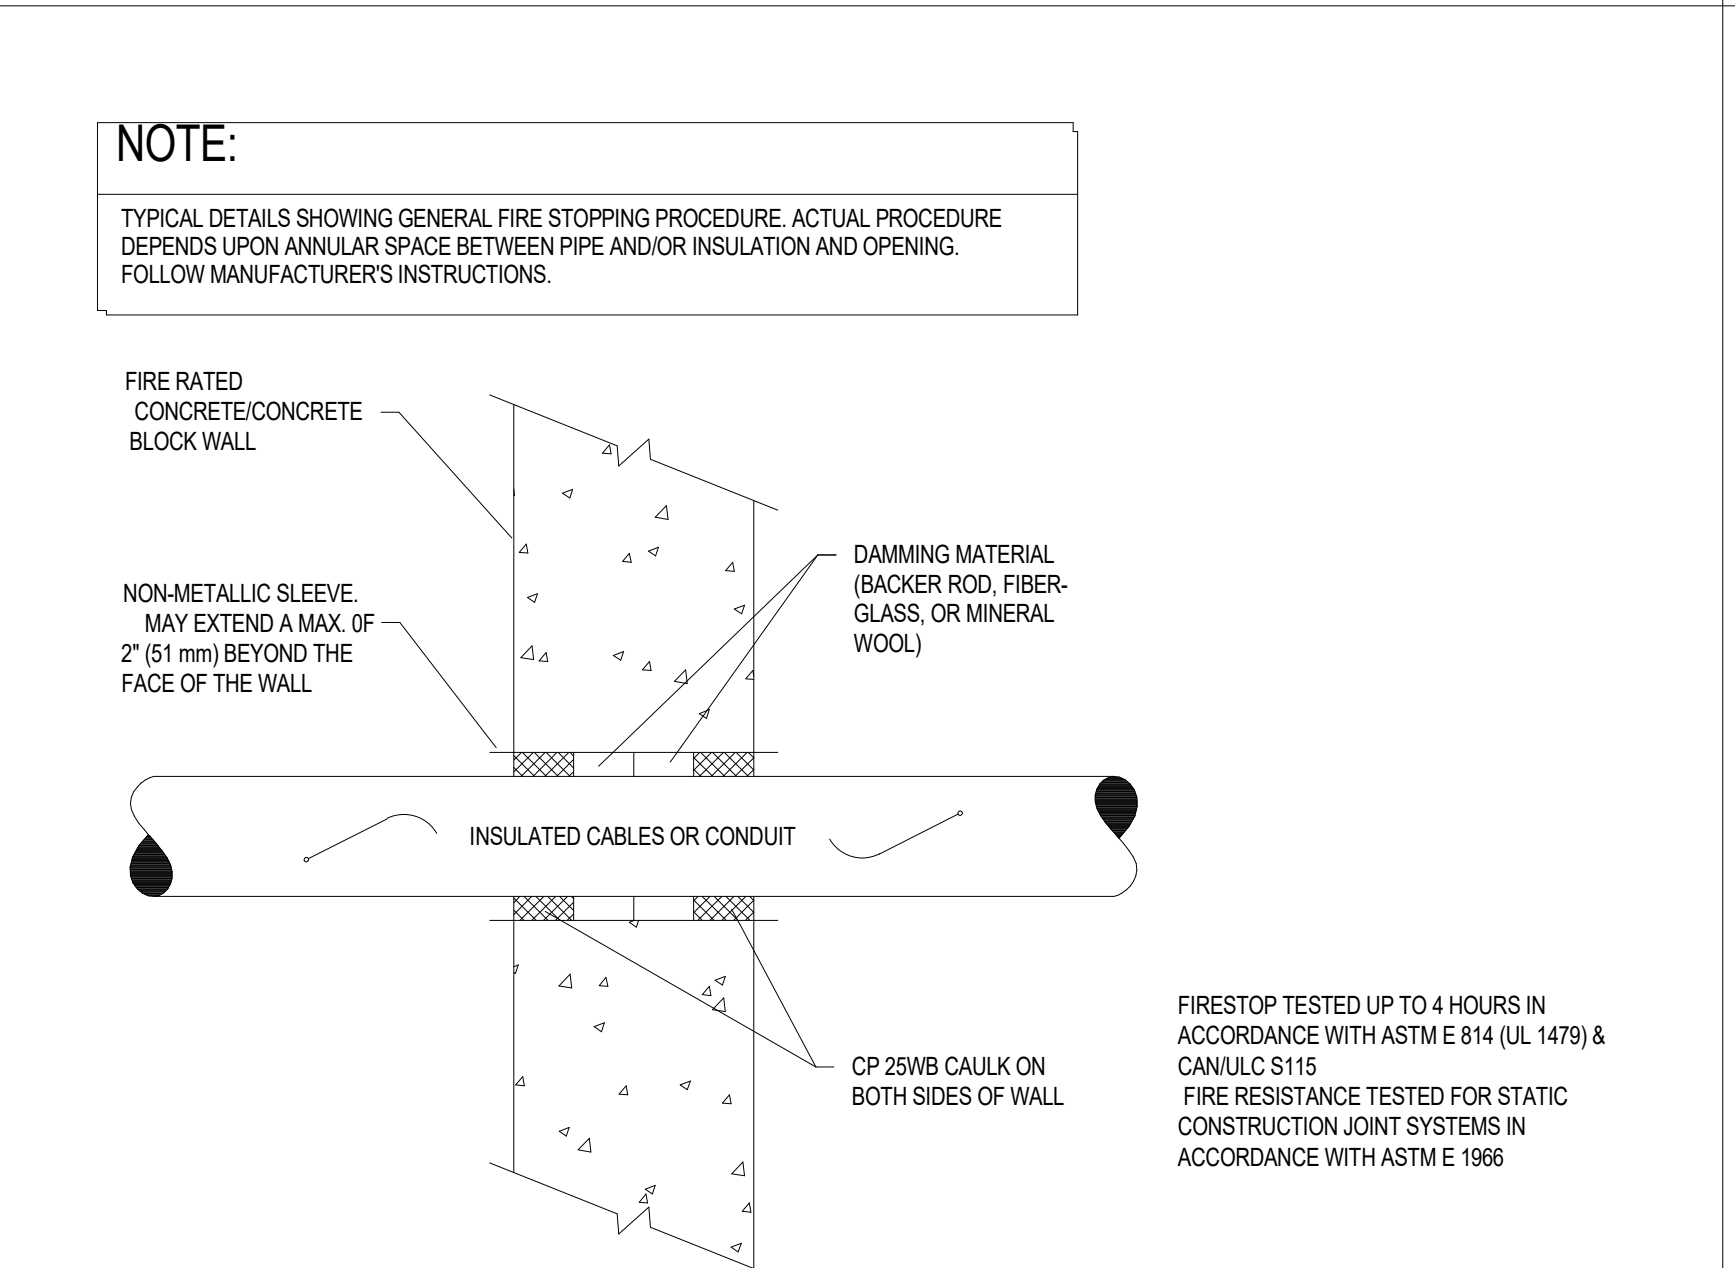 NOTE:
TYPICAL DETAILS SHOWING GENERAL FIRE STOPPING PROCEDURE. ACTUAL PROCEDURE
DEPENDS UPON ANNULAR SPACE BETWEEN PIPE AND/OR INSULATION AND OPENING.
FOLLOW MANUFACTURER'S INSTRUCTIONS.
FIRE RATED
CONCRETE/CONCRETE
BLOCK WALL
NON-METALLIC SLEEVE.
MAY EXTEND A MAX. 0F
2" (51 mm) BEYOND THE
FACE OF THE WALL
DAMMING MATERIAL
(BACKER ROD, FIBER-
GLASS, OR MINERAL
WOOL)
INSULATED CABLES OR CONDUIT
CP 25WB CAULK ON
BOTH SIDES OF WALL
FIRESTOP TESTED UP TO 4 HOURS IN
ACCORDANCE WITH ASTM E 814 (UL 1479) &
CAN/ULC S115
FIRE RESISTANCE TESTED FOR STATIC
CONSTRUCTION JOINT SYSTEMS IN
ACCORDANCE WITH ASTM E 1966